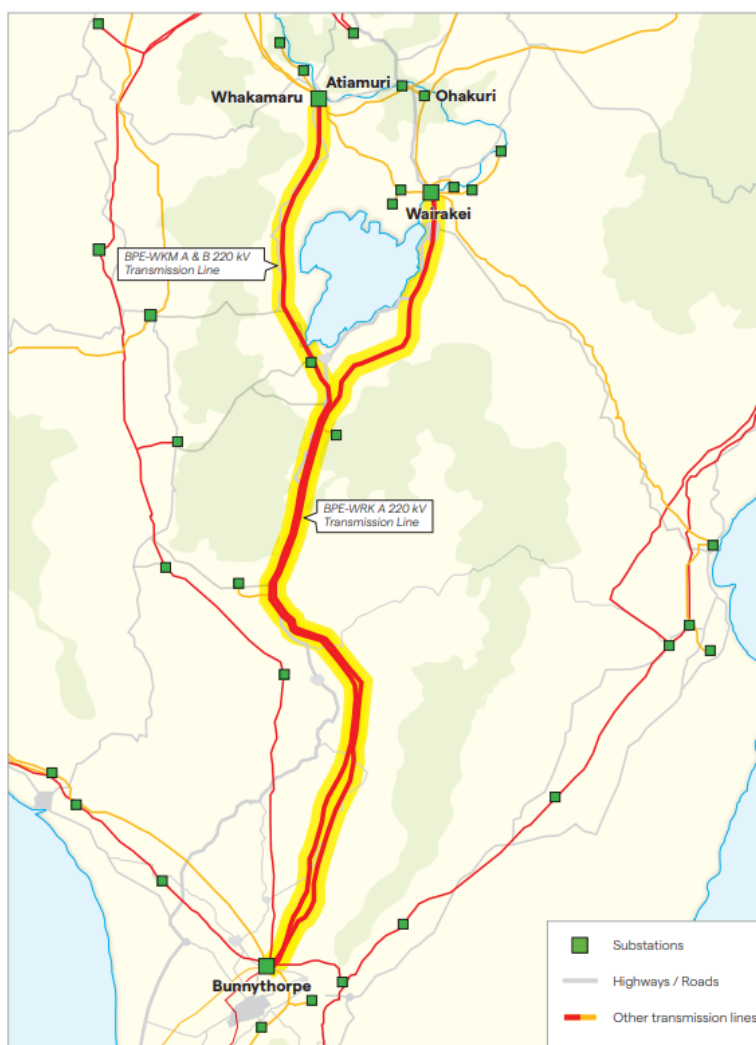 Atiamuri
Whakamaru
Ohakuri
Wairakei
BPE-WKM A & B 220 kV
Transmission Line
BPE-WRK A 220 kV
Transmission Line
Bunnythorpe
Substations
Highways / Roads
Other transmission lines